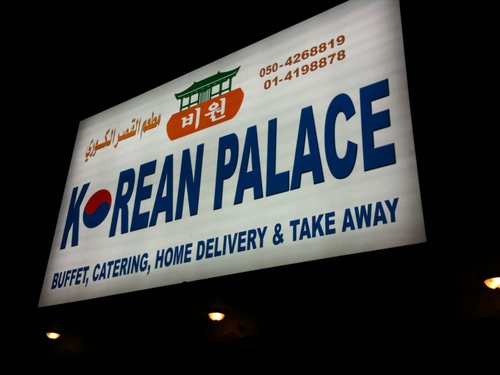 مطعم القصر الكوري
비원
050-4268819
01-4198878
KOREAN PALACE
BUFFET, CATERING, HOME DELIVERY & TAKE AWAY